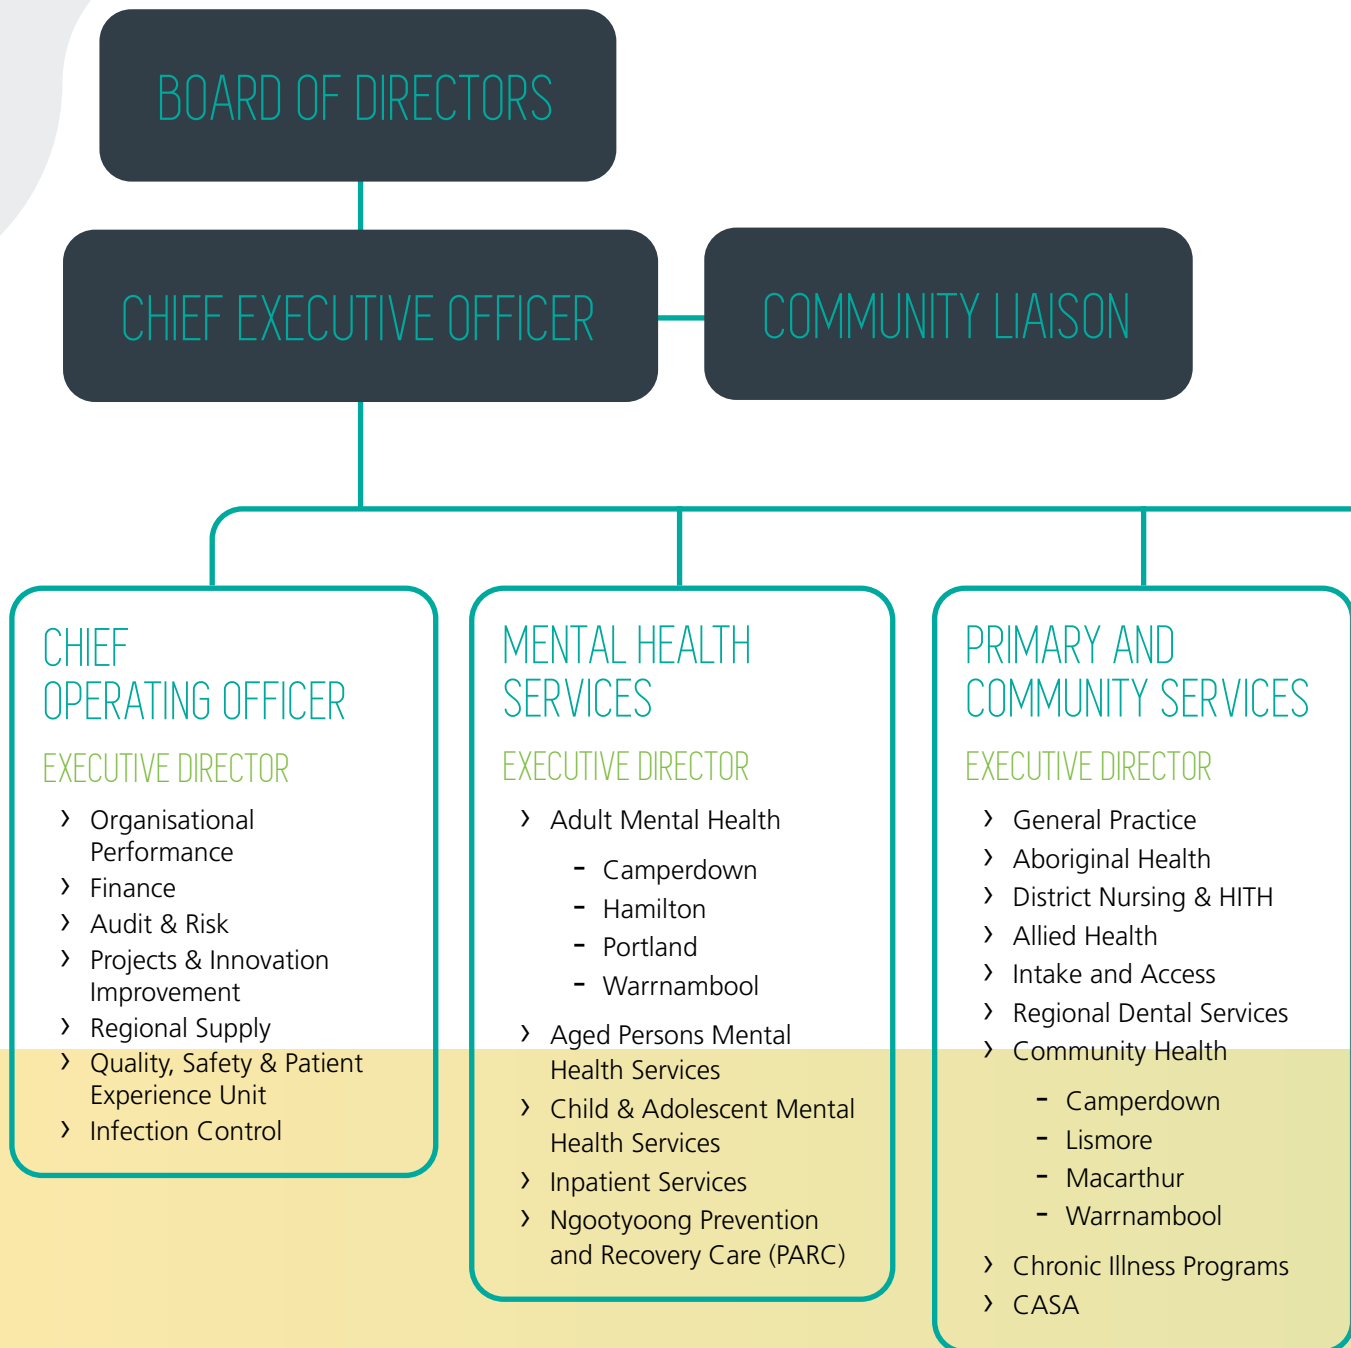 BOARD OF DIRECTORS
CHIEF EXECUTIVE OFFICER
COMMUNITY LIAISON
CHIEF
OPERATING OFFICER
EXECUTIVE DIRECTOR
› Organisational
Performance
› Finance
› Audit & Risk
› Projects & Innovation
Improvement
› Regional Supply
› Quality, Safety & Patient
Experience Unit
› Infection Control
MENTAL HEALTH
SERVICES
EXECUTIVE DIRECTOR
› Adult Mental Health
- Camperdown
- Hamilton
- Portland
- Warrnambool
› Aged Persons Mental
Health Services
› Child & Adolescent Mental
Health Services
› Inpatient Services
› Ngootyoong Prevention
and Recovery Care (PARC)
PRIMARY AND
COMMUNITY SERVICES
EXECUTIVE DIRECTOR
› General Practice
› Aboriginal Health
› District Nursing & HITH
› Allied Health
› Intake and Access
› Regional Dental Services
› Community Health
- Camperdown
- Lismore
- Macarthur
- Warrnambool
› Chronic Illness Programs
› CASA